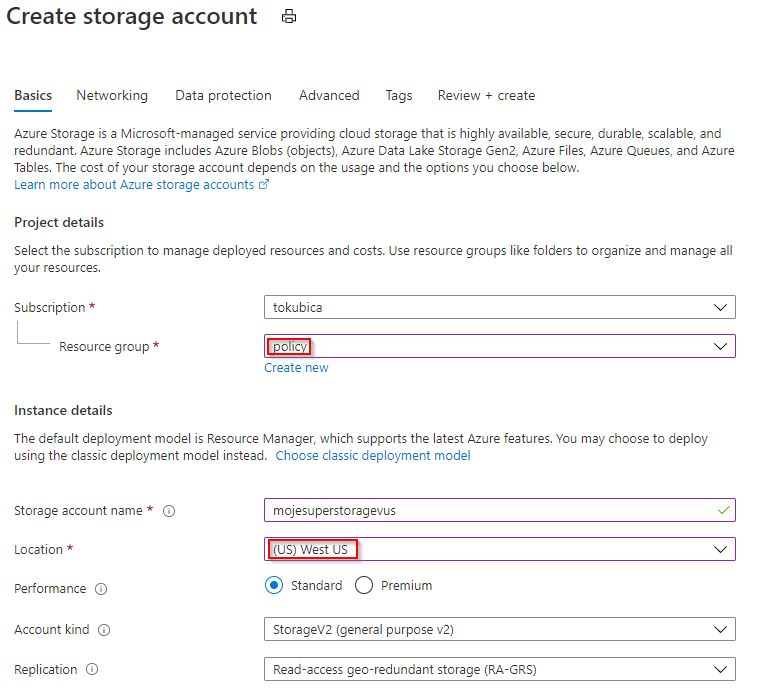 Create storage account
Basics Networking Data protection Advanced Tags Review + create
Azure Storage is a Microsoft-managed service providing cloud storage that is highly available, secure, durable, scalable, and
redundant. Azure Storage includes Azure Blobs (objects), Azure Data Lake Storage Gen2, Azure Files, Azure Queues, and Azure
Tables. The cost of your storage account depends on the usage and the options you choose below.
Learn more about Azure storage accounts
Project details
Select the subscription to manage deployed resources and costs. Use resource groups like folders to organize and manage all
your resources.
Subscription * tokubica
Resource group * policy
Create new
Instance details
The default deployment model is Resource Manager, which supports the latest Azure features. You may choose to deploy
using the classic deployment model instead. Choose classic deployment model
Storage account name * mojesuperstoragevus
Location * (US) West US
Performance Standard Premium
Account kind StorageV2 (general purpose v2)
Replication Read-access geo-redundant storage (RA-GRS)